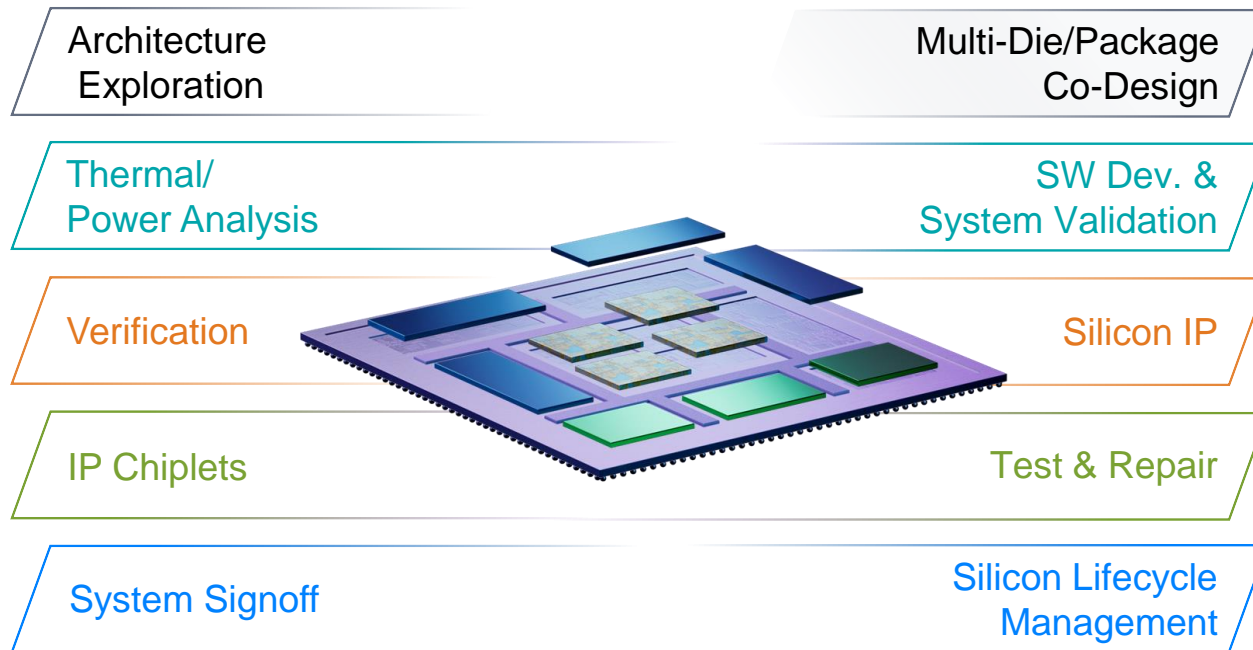 Architecture
Exploration
Multi-Die/Package
Co-Design
Thermal/
Power Analysis
SW Dev. &
System Validation
Verification
Silicon IP
IP Chiplets
Test & Repair
System Signoff
Silicon Lifecycle
Management